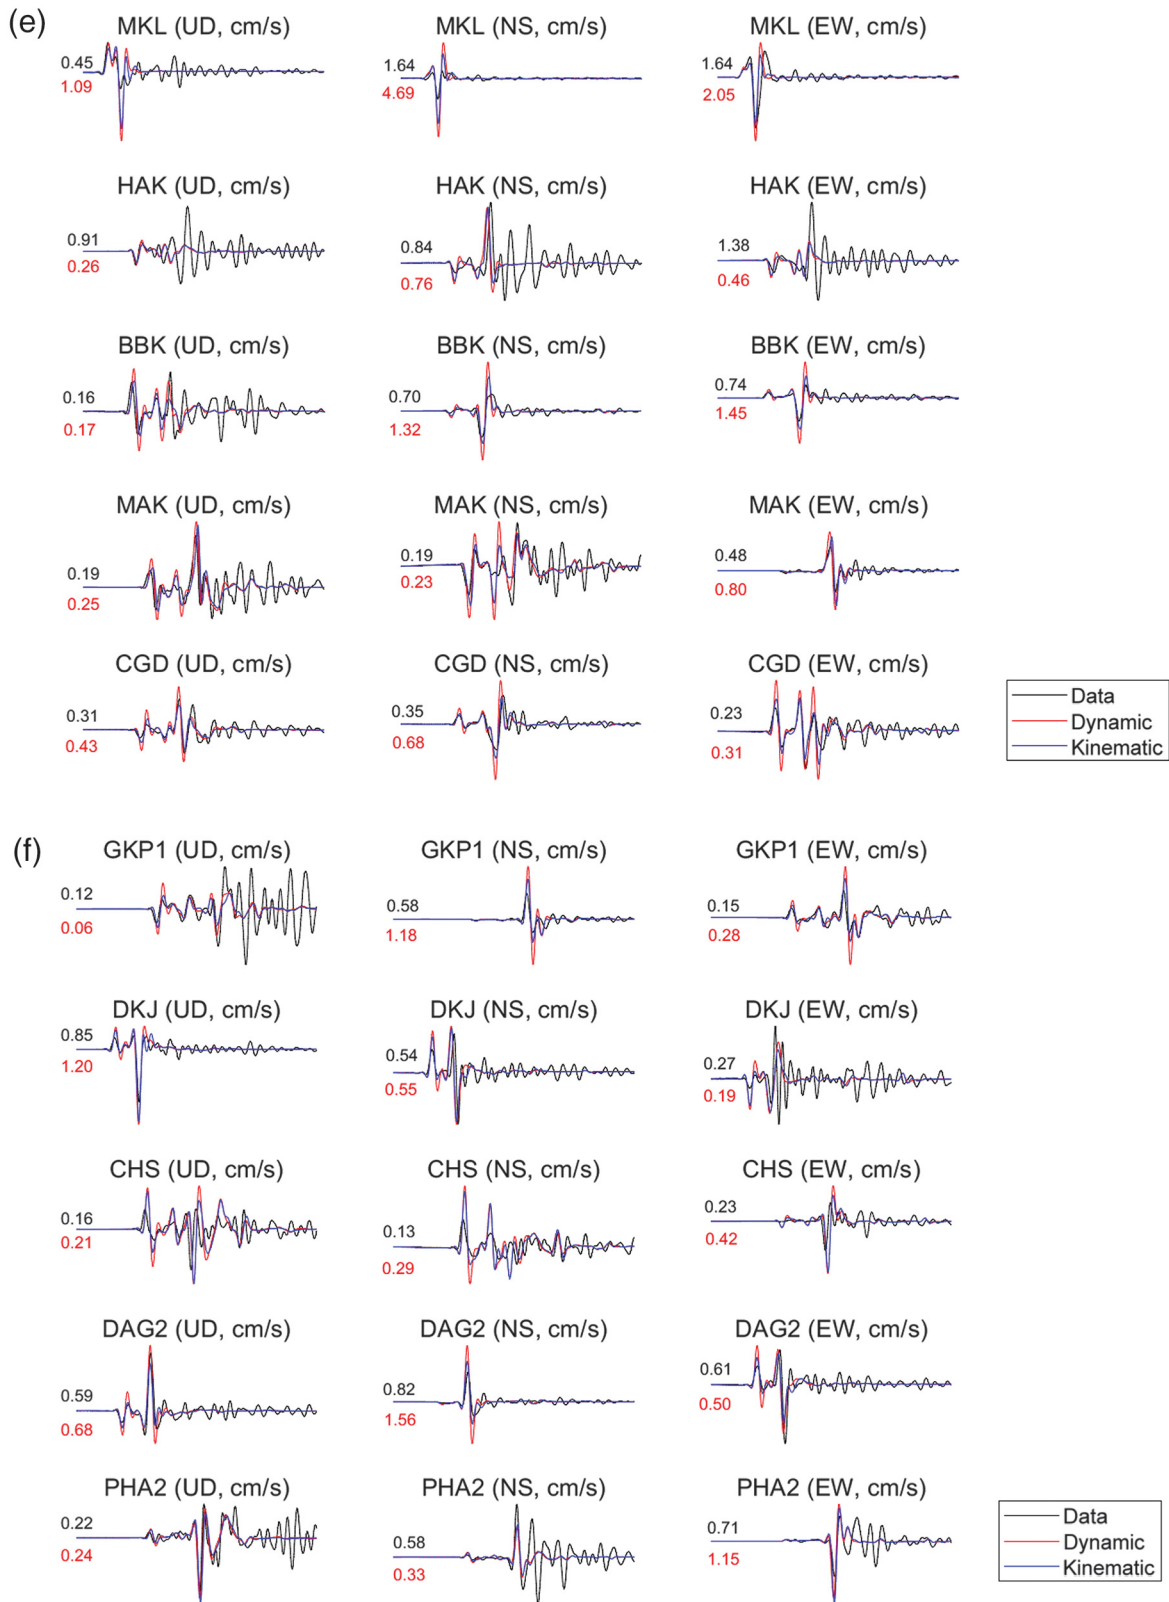 (e)
MKL (UD, cm/s) MKL (NS, cm/s) MKL (EW, cm/s)
0.45 1.64 1.64
1.09 4.69 2.05
HAK (UD, cm/s) HAK (NS, cm/s) HAK (EW, cm/s)
0.91 0.84 1.38
0.26 0.76 0.46
BBK (UD, cm/s) BBK (NS, cm/s) BBK (EW, cm/s)
0.16 0.70 0.74
0.17 1.32 1.45
MAK (UD, cm/s) MAK (NS, cm/s) MAK (EW, cm/s)
0.19 0.19 0.48
0.25 0.23 0.80
CGD (UD, cm/s) CGD (NS, cm/s) CGD (EW, cm/s)
0.31 0.35 0.23
0.43 0.68 0.31
Data
Dynamic
Kinematic
(f)
GKP1 (UD, cm/s) GKP1 (NS, cm/s) GKP1 (EW, cm/s)
0.12 0.58 0.15
0.06 1.18 0.28
DKJ (UD, cm/s) DKJ (NS, cm/s) DKJ (EW, cm/s)
0.85 0.54 0.27
1.20 0.55 0.19
CHS (UD, cm/s) CHS (NS, cm/s) CHS (EW, cm/s)
0.16 0.13 0.23
0.21 0.29 0.42
DAG2 (UD, cm/s) DAG2 (NS, cm/s) DAG2 (EW, cm/s)
0.59 0.82 0.61
0.68 1.56 0.50
PHA2 (UD, cm/s) PHA2 (NS, cm/s) PHA2 (EW, cm/s)
0.22 0.58 0.71
0.24 0.33 1.15
Data
Dynamic
Kinematic